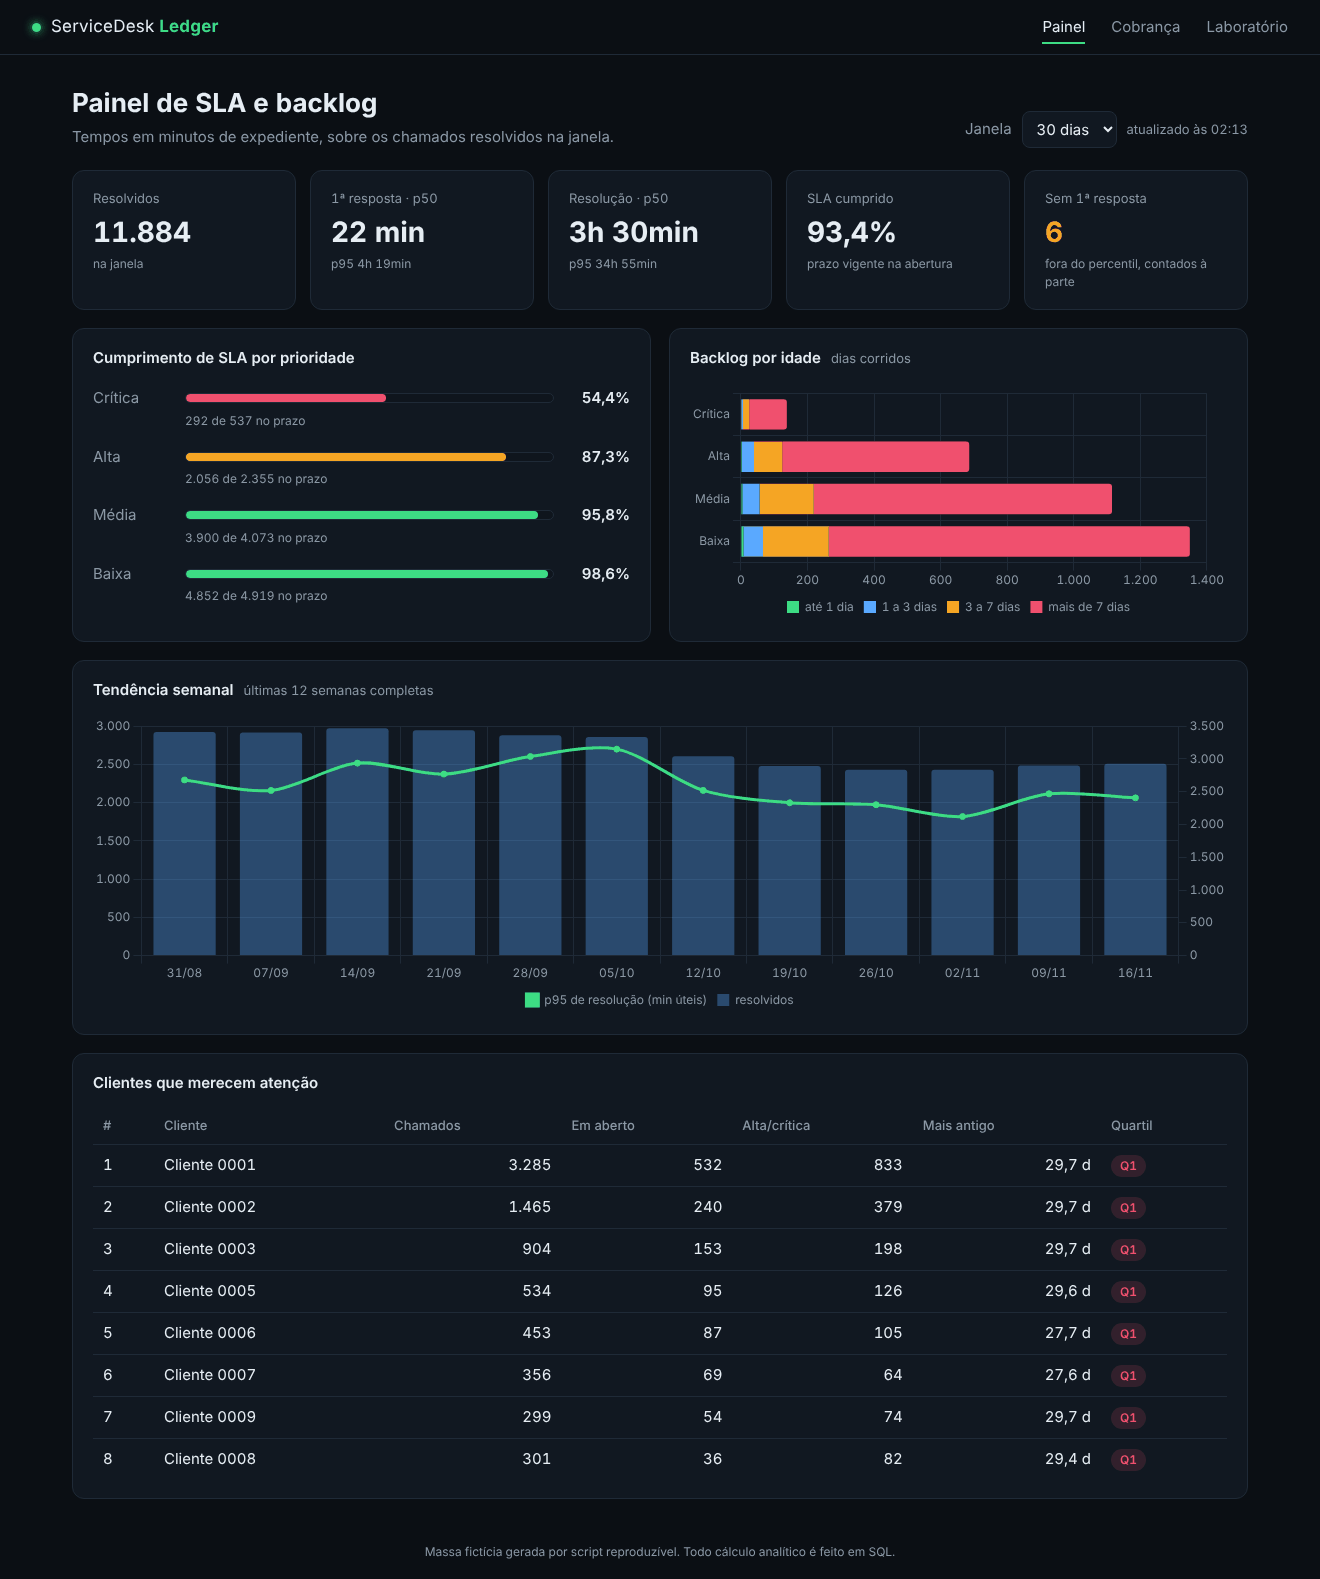 ServiceDesk Ledger
Painel Cobrança Laboratório
Painel de SLA e backlog
Tempos em minutos de expediente, sobre os chamados resolvidos na janela.
Janela 30 dias atualizado às 02:13
Resolvidos
11.884
na janela
1ª resposta · p50
22 min
p95 4h 19min
Resolução · p50
3h 30min
p95 34h 55min
SLA cumprido
93,4%
prazo vigente na abertura
Sem 1ª resposta
6
fora do percentil, contados à
parte
Cumprimento de SLA por prioridade
Crítica 54,4%
292 de 537 no prazo
Alta 87,3%
2.056 de 2.355 no prazo
Média 95,8%
3.900 de 4.073 no prazo
Baixa 98,6%
4.852 de 4.919 no prazo
Backlog por idade dias corridos
Crítica
Alta
Média
Baixa
0 200 400 600 800 1.000 1.200 1.400
até 1 dia 1 a 3 dias 3 a 7 dias mais de 7 dias
Tendência semanal últimas 12 semanas completas
3.000
2.500
2.000
1.500
1.000
500
0
3.500
3.000
2.500
2.000
1.500
1.000
500
0
31/08 07/09 14/09 21/09 28/09 05/10 12/10 19/10 26/10 02/11 09/11 16/11
p95 de resolução (min úteis) resolvidos
Clientes que merecem atenção
# Cliente Chamados Em aberto Alta/crítica Mais antigo Quartil
1 Cliente 0001 3.285 532 833 29,7 d Q1
2 Cliente 0002 1.465 240 379 29,7 d Q1
3 Cliente 0003 904 153 198 29,7 d Q1
4 Cliente 0005 534 95 126 29,6 d Q1
5 Cliente 0006 453 87 105 27,7 d Q1
6 Cliente 0007 356 69 64 27,6 d Q1
7 Cliente 0009 299 54 74 29,7 d Q1
8 Cliente 0008 301 36 82 29,4 d Q1
Massa fictícia gerada por script reproduzível. Todo cálculo analítico é feito em SQL.